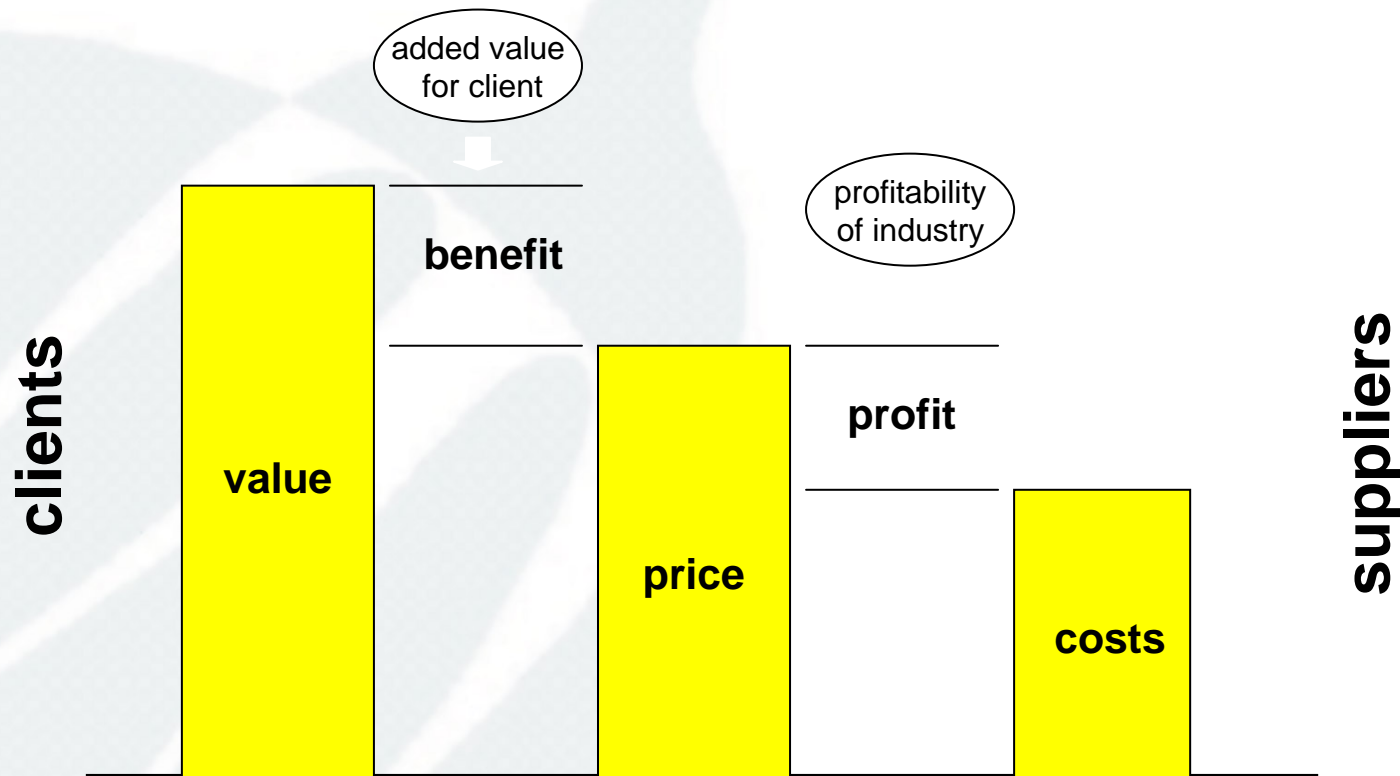 added value
for client
profitability
of industry
benefit
clients
suppliers
profit
value
price
costs